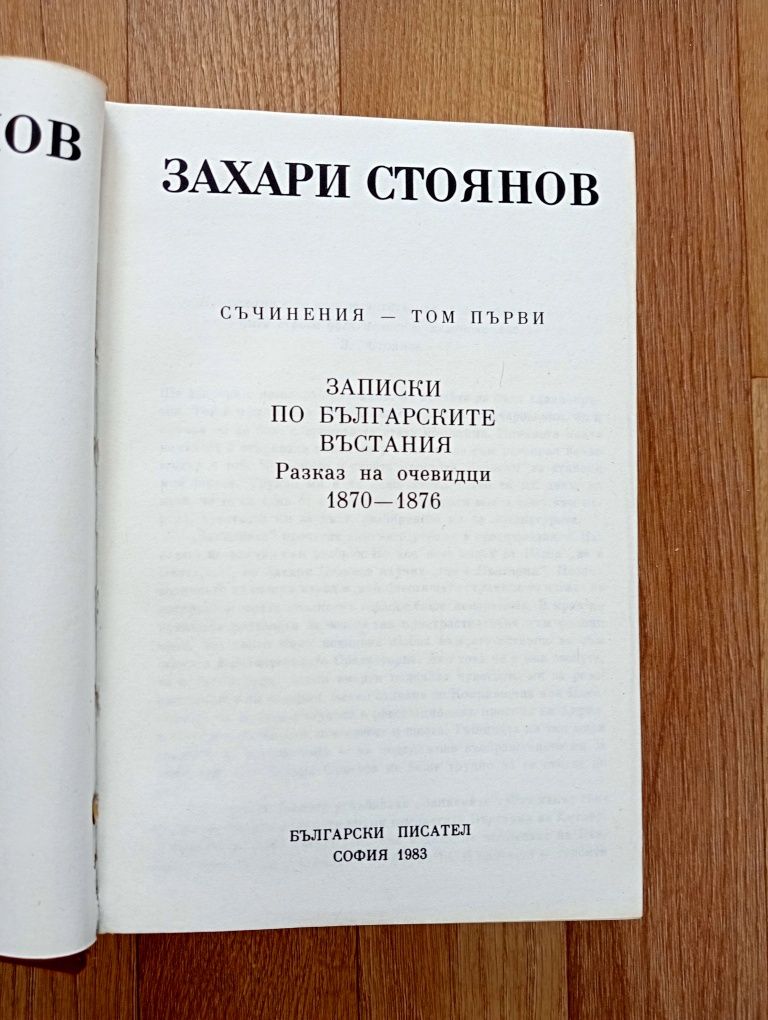 ОВ
ЗАХАРИ СТОЯНОВ
СЪЧИНЕНИЯ — ТОМ ПЪРВИ
ЗАПИСКИ
ПО БЪЛГАРСКИТЕ
ВЪСТАНИЯ
Разказ на очевидци
1870—1876
БЪЛГАРСКИ ПИСАТЕЛ
СОФИЯ 1983